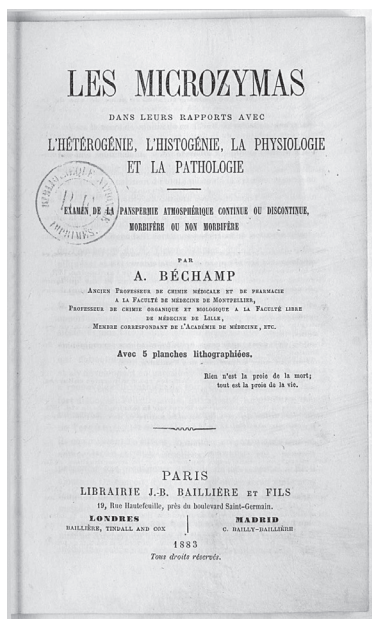 LES MICROZYMAS
DANS LEURS RAPPORTS AVEC
L'HÉTÉROGÉNIE, L'HISTOGÉNIE, LA PHYSIOLOGIE
ET LA PATHOLOGIE
EXAMEN DE LA PANSPERMIE ATMOSPHÉRIQUE CONTINUE OU DISCONTINUE,
MORBIFÈRE OU NON MORBIFÈRE
PAR
A. BÉCHAMP
ANCIEN PROFESSEUR DE CHIMIE MÉDICALE ET DE PHARMACIE
A LA FACULTÉ DE MÉDECINE DE MONTPELLIER,
PROFESSEUR DE CHIMIE ORGANIQUE ET BIOLOGIQUE A LA FACULTÉ LIBRE
DE MÉDECINE DE LILLE,
MEMBRE CORRESPONDANT DE L'ACADÉMIE DE MÉDECINE, ETC.
Avec 5 planches lithographiées.
Rien n'est la proie de la mort;
tout est la proie de la vie.
PARIS
LIBRAIRIE J.-B. BAILLIÈRE ET FILS
19, Rue Hautefeuille, près du boulevard Saint-Germain.
LONDRES
BAILLIÈRE, TINDALL AND COX
MADRID
C. BAILLY-BAILLIÈRE
1883
Tous droits réservés.